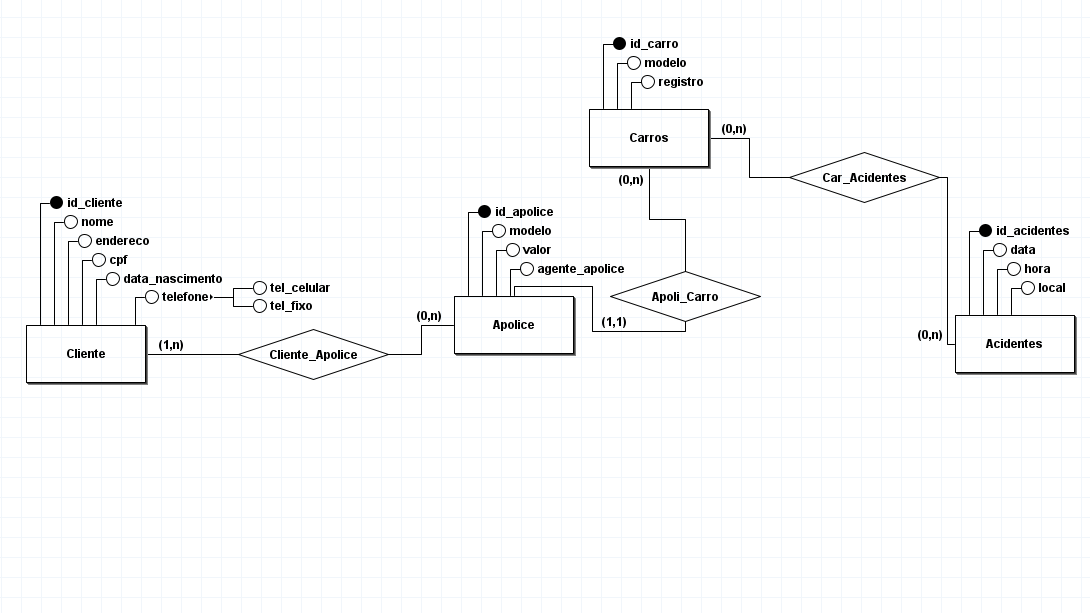 id_carro
modelo
registro
Carros
(0,n)
(0,n)
Car_Acidentes
id_cliente
nome
endereco
cpf
data_nascimento
telefone
tel_celular
tel_fixo
Cliente
(1,n)
Cliente_Apolice
(0,n)
id_apolice
modelo
valor
agente_apolice
Apolice
(1,1)
Apoli_Carro
id_acidentes
data
hora
local
(0,n)
Acidentes